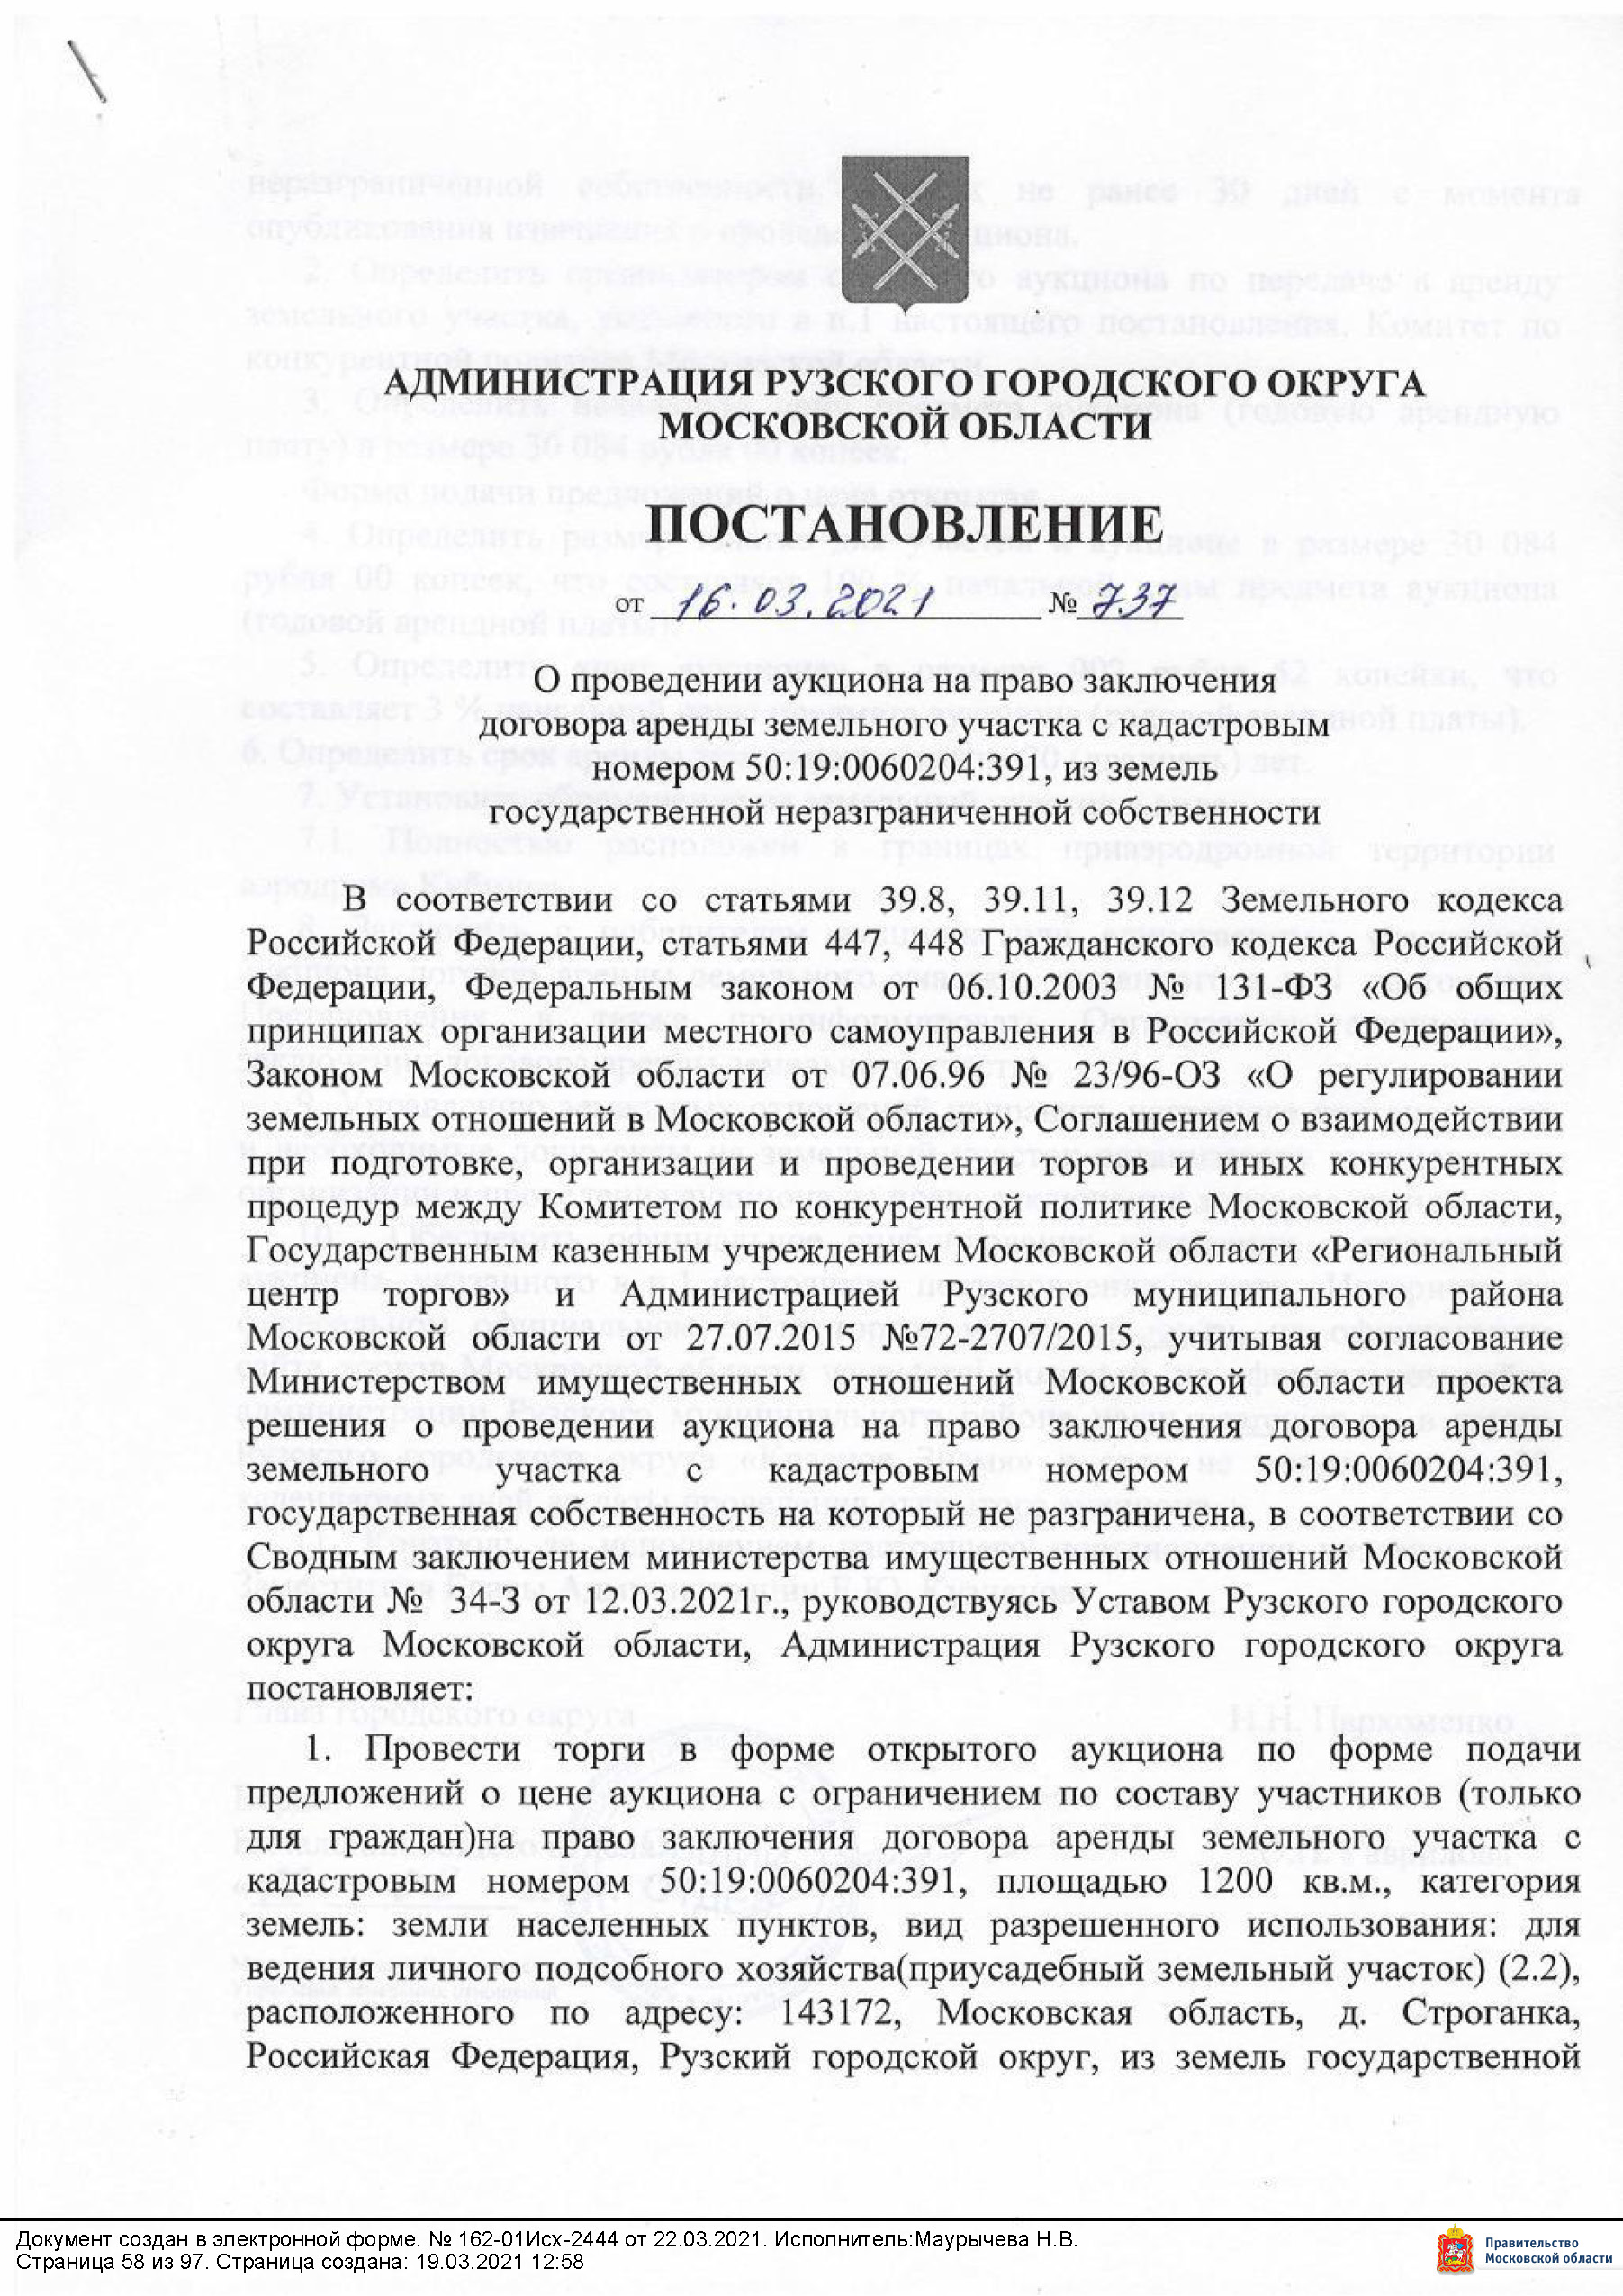 АДМИНИСТРАЦИЯ РУЗСКОГО ГОРОДСКОГО ОКРУГА
МОСКОВСКОЙ ОБЛАСТИ
ПОСТАНОВЛЕНИЕ
от 16.03.2021 № 737
О проведении аукциона на право заключения
договора аренды земельного участка с кадастровым
номером 50:19:0060204:391, из земель
государственной неразграниченной собственности
В соответствии со статьями 39.8, 39.11, 39.12 Земельного кодекса
Российской Федерации, статьями 447, 448 Гражданского кодекса Российской
Федерации, Федеральным законом от 06.10.2003 № 131-ФЗ «Об общих
принципах организации местного самоуправления в Российской Федерации»,
Законом Московской области от 07.06.96 № 23/96-ОЗ «О регулировании
земельных отношений в Московской области», Соглашением о взаимодействии
при подготовке, организации и проведении торгов и иных конкурентных
процедур между Комитетом по конкурентной политике Московской области,
Государственным казенным учреждением Московской области «Региональный
центр торгов» и Администрацией Рузского муниципального района
Московской области от 27.07.2015 №72-2707/2015, учитывая согласование
Министерством имущественных отношений Московской области проекта
решения о проведении аукциона на право заключения договора аренды
земельного участка с кадастровым номером 50:19:0060204:391,
государственная собственность на который не разграничена, в соответствии со
Сводным заключением министерства имущественных отношений Московской
области № 34-З от 12.03.2021г., руководствуясь Уставом Рузского городского
округа Московской области, Администрация Рузского городского округа
постановляет:
1. Провести торги в форме открытого аукциона по форме подачи
предложений о цене аукциона с ограничением по составу участников (только
для граждан)на право заключения договора аренды земельного участка с
кадастровым номером 50:19:0060204:391, площадью 1200 кв.м., категория
земель: земли населенных пунктов, вид разрешенного использования: для
ведения личного подсобного хозяйства(приусадебный земельный участок) (2.2),
расположенного по адресу: 143172, Московская область, д. Строганка,
Российская Федерация, Рузский городской округ, из земель государственной
Документ создан в электронной форме. № 162-01Исх-2444 от 22.03.2021. Исполнитель:Маурычева Н.В.
Страница 58 из 97. Страница создана: 19.03.2021 12:58
Правительство
Московской области